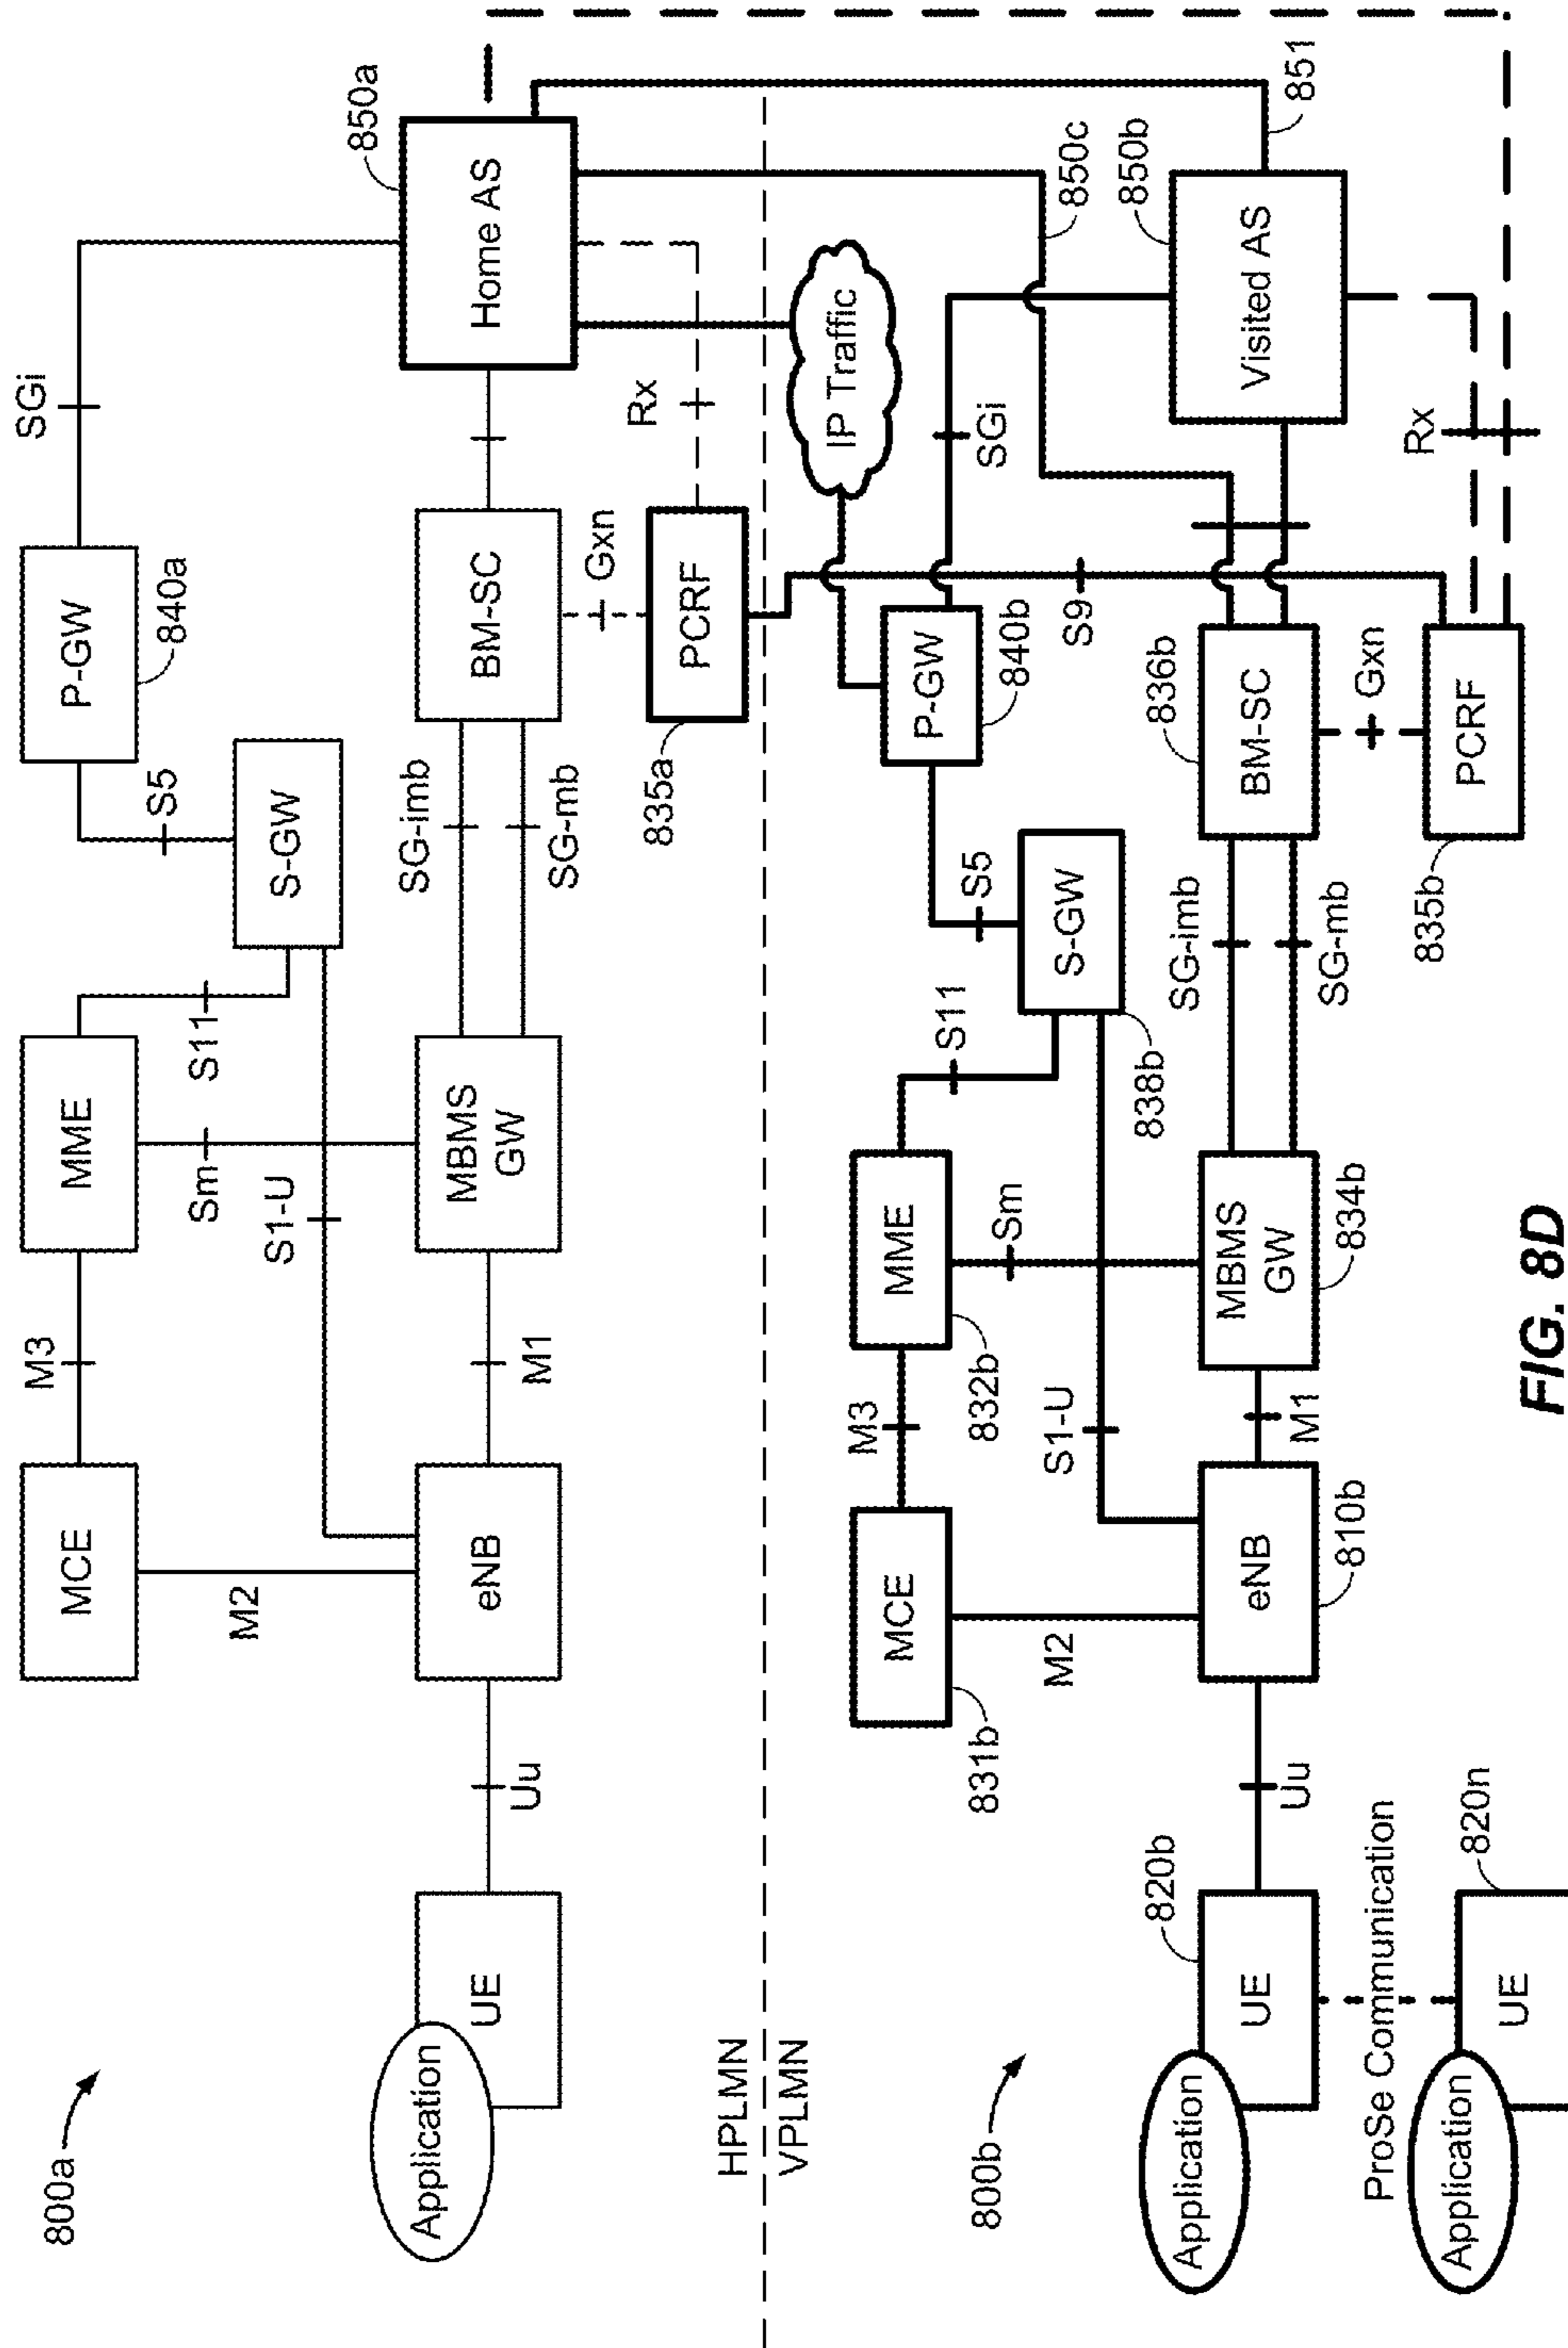 800a
Application
UE
Uu
MCE
M2
eNB
M3
M1
S1-U
MME
Sm
S11
MBMS
GW
S-GW
S5
P-GW
840a
SGi
SG-imb
SG-mb
BM-SC
Gxn
PCRF
835a
Rx
Home AS
850a
HPLMN
VPLMN
800b
Application
UE
820b
Uu
ProSe Communication
Application
UE
820n
MCE
831b
M2
eNB
810b
M3
M1
S1-U
MME
832b
Sm
S11
MBMS
GW
834b
S-GW
838b
S5
P-GW
840b
IP Traffic
SGi
SG-imb
SG-mb
BM-SC
836b
Gxn
PCRF
835b
S9
Rx
Visited AS
850b
850c
851
FIG. 8D